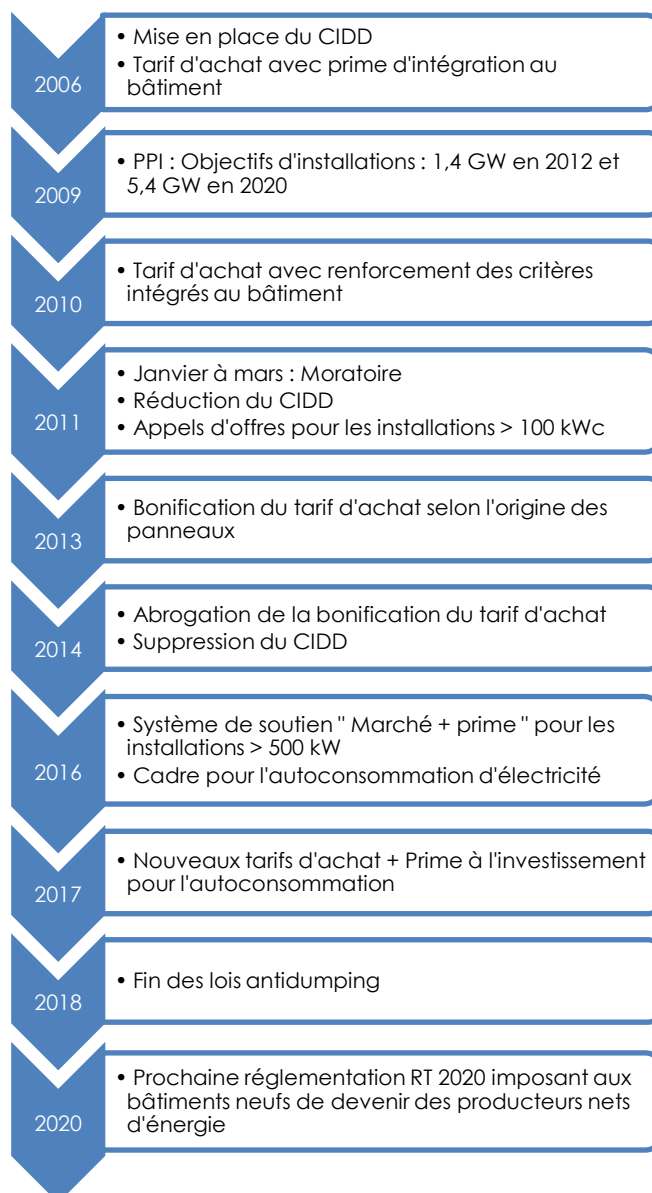 2006
• Mise en place du CIDD
• Tarif d'achat avec prime d'intégration au
bâtiment
2009
• PPI : Objectifs d'installations : 1,4 GW en 2012 et
5,4 GW en 2020
2010
• Tarif d'achat avec renforcement des critères
intégrés au bâtiment
2011
• Janvier à mars : Moratoire
• Réduction du CIDD
• Appels d'offres pour les installations > 100 kWc
2013
• Bonification du tarif d'achat selon l'origine des
panneaux
2014
• Abrogation de la bonification du tarif d'achat
• Suppression du CIDD
2016
• Système de soutien " Marché + prime " pour les
installations > 500 kW
• Cadre pour l'autoconsommation d'électricité
2017
• Nouveaux tarifs d'achat + Prime à l'investissement
pour l'autoconsommation
2018
• Fin des lois antidumping
2020
• Prochaine réglementation RT 2020 imposant aux
bâtiments neufs de devenir des producteurs nets
d'énergie